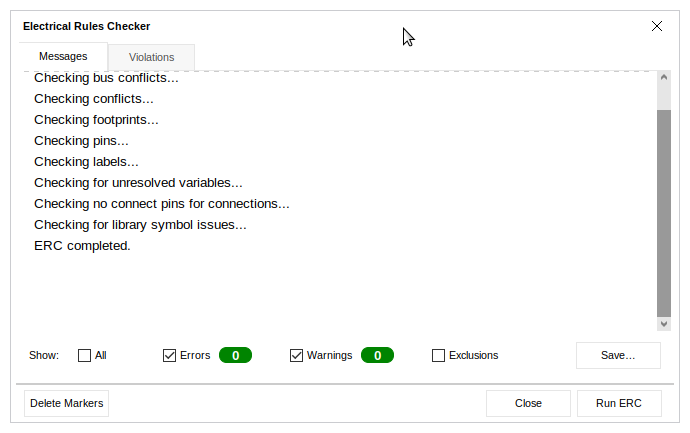 Electrical Rules Checker
Messages Violations
Checking bus conflicts...
Checking conflicts...
Checking footprints...
Checking pins...
Checking labels...
Checking for unresolved variables...
Checking no connect pins for connections...
Checking for library symbol issues...
ERC completed.
Show: All Errors 0 Warnings 0 Exclusions Save...
Delete Markers Close Run ERC